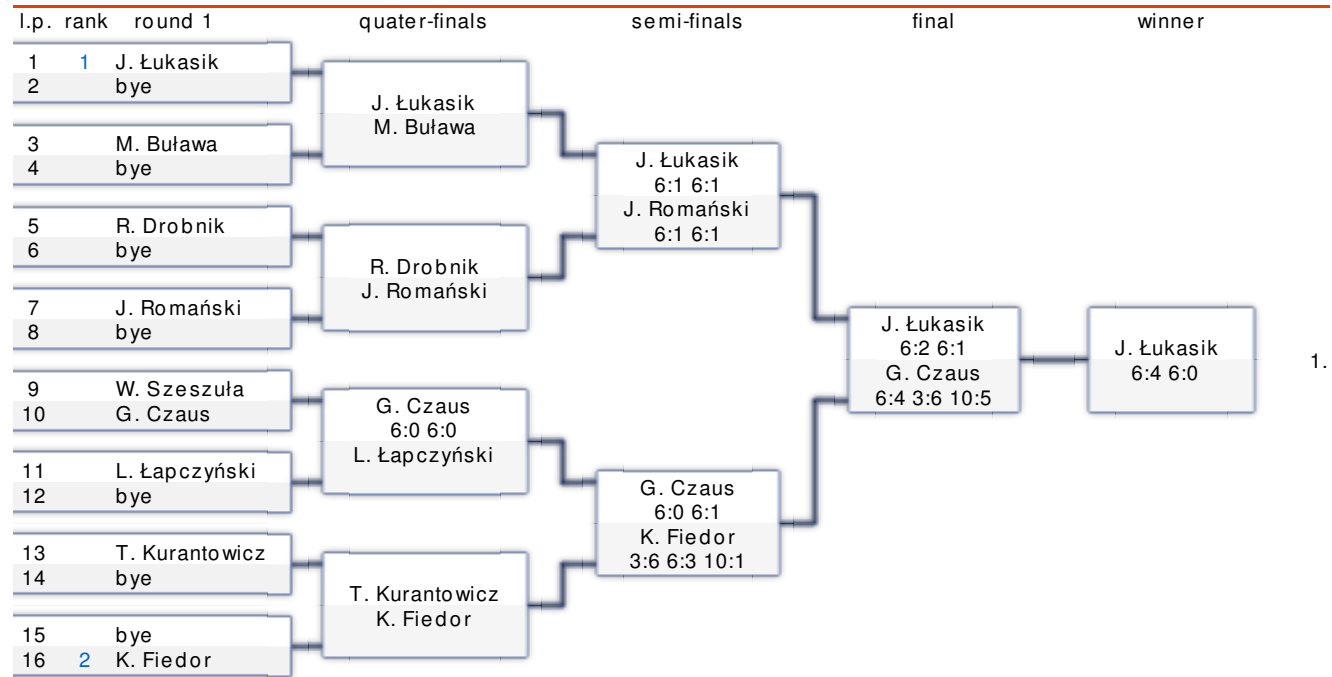 l.p. rank round 1 quater-finals semi-finals final winner
1 1 J. Łukasik
2 bye
3 M. Buława
4 bye
5 R. Drobnik
6 bye
7 J. Romański
8 bye
9 W. Szeszuła
10 G. Czaus
11 L. Łapczyński
12 bye
13 T. Kurantowicz
14 bye
15 bye
16 2 K. Fiedor
J. Łukasik
M. Buława
R. Drobnik
J. Romański
G. Czaus
6:0 6:0
L. Łapczyński
T. Kurantowicz
K. Fiedor
J. Łukasik
6:1 6:1
J. Romański
6:1 6:1
G. Czaus
6:0 6:1
K. Fiedor
3:6 6:3 10:1
J. Łukasik
6:2 6:1
G. Czaus
6:4 3:6 10:5
J. Łukasik
6:4 6:0
1.